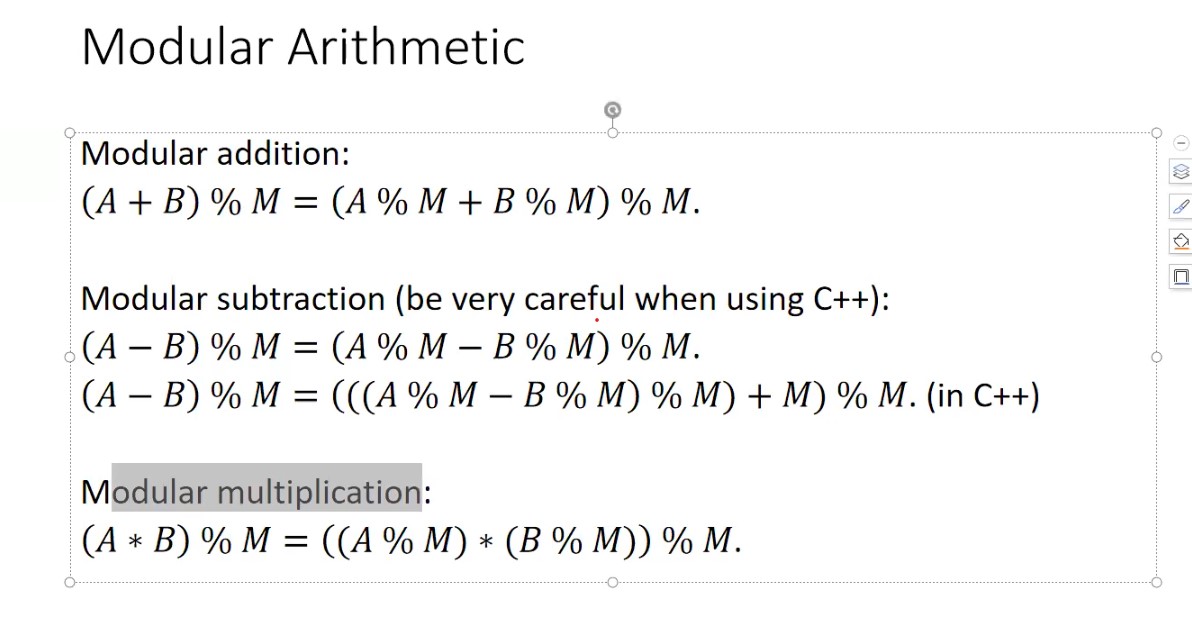 Modular Arithmetic
Modular addition:
(A + B) % M = (A % M + B % M) % M.
Modular subtraction (be very careful when using C++):
(A − B) % M = (A % M − B % M) % M.
(A − B) % M = (((A % M − B % M) % M) + M) % M. (in C++)
Modular multiplication:
(A ∗ B) % M = ((A % M) ∗ (B % M)) % M.